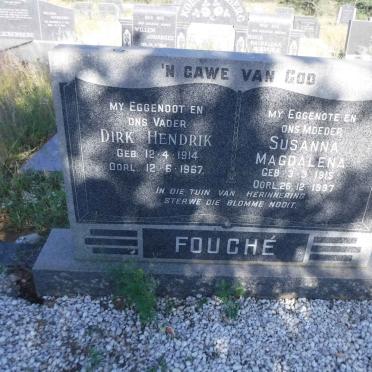 'N GAWE VAN GOD
MY EGGENOOT EN
ONS VADER
DIRK HENDRIK
GEB. 12·4·1914
OORL. 12·6·1967.
MY EGGENOTE EN
ONS MOEDER
SUSANNA
MAGDALENA
GEB. 3·3·1915
OORL. 26·12·1997
IN DIE TUIN VAN HERINNERING
STERWE DIE BLOMME NOOIT.
FOUCHÉ